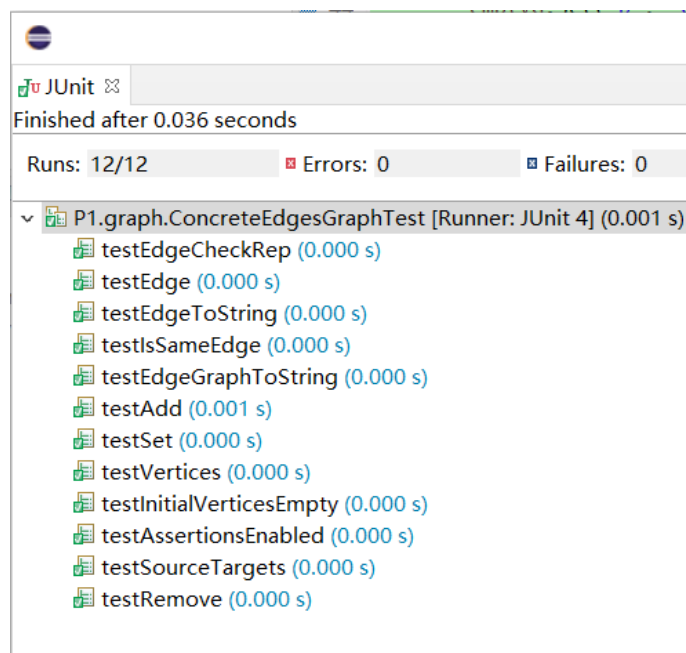 JUnit
Finished after 0.036 seconds
Runs: 12/12 Errors: 0 Failures: 0
P1.graph.ConcreteEdgesGraphTest [Runner: JUnit 4] (0.001 s)
testEdgeCheckRep (0.000 s)
testEdge (0.000 s)
testEdgeToString (0.000 s)
testIsSameEdge (0.000 s)
testEdgeGraphToString (0.000 s)
testAdd (0.001 s)
testSet (0.000 s)
testVertices (0.000 s)
testInitialVerticesEmpty (0.000 s)
testAssertionsEnabled (0.000 s)
testSourceTargets (0.000 s)
testRemove (0.000 s)